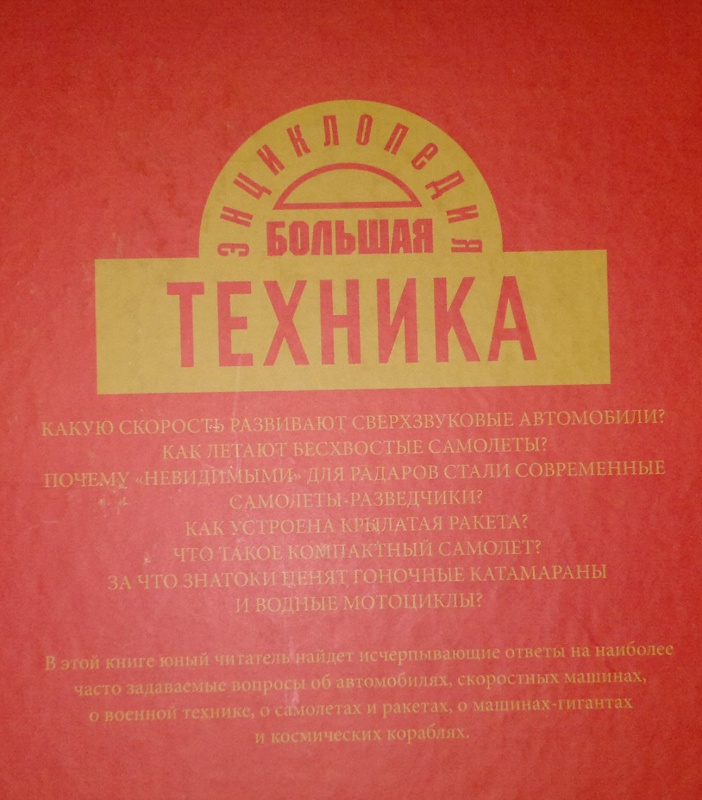 ЭНЦИКЛОПЕДИЯ
БОЛЬШАЯ
ТЕХНИКА
КАКУЮ СКОРОСТЬ РАЗВИВАЮТ СВЕРХЗВУКОВЫЕ АВТОМОБИЛИ?
КАК ЛЕТАЮТ БЕСХВОСТЫЕ САМОЛЕТЫ?
ПОЧЕМУ «НЕВИДИМЫМИ» ДЛЯ РАДАРОВ СТАЛИ СОВРЕМЕННЫЕ
САМОЛЕТЫ-РАЗВЕДЧИКИ?
КАК УСТРОЕНА КРЫЛАТАЯ РАКЕТА?
ЧТО ТАКОЕ КОМПАКТНЫЙ САМОЛЕТ?
ЗА ЧТО ЗНАТОКИ ЦЕНЯТ ГОНОЧНЫЕ КАТАМАРАНЫ
И ВОДНЫЕ МОТОЦИКЛЫ?
В этой книге юный читатель найдет исчерпывающие ответы на наиболее
часто задаваемые вопросы об автомобилях, скоростных машинах,
о военной технике, о самолетах и ракетах, о машинах-гигантах
и космических кораблях.